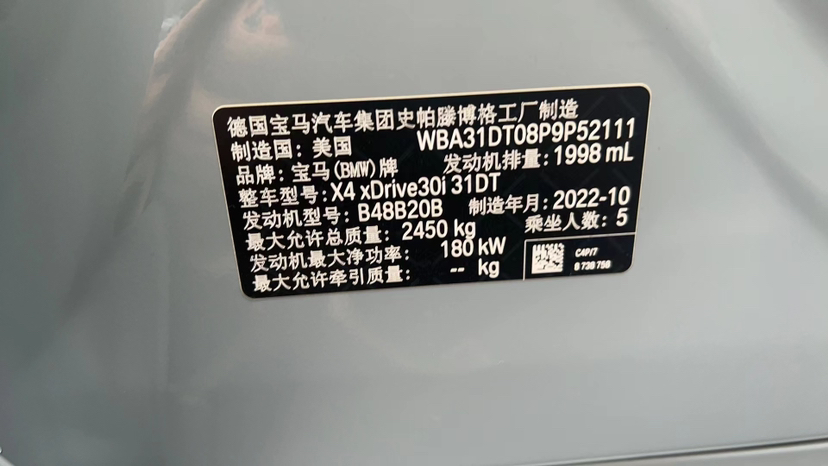 德国宝马汽车集团史帕滕博格工厂制造
制造国: 美国 WBA31DT08P9P52111
品牌: 宝马(BMW)牌 发动机排量: 1998 mL
整车型号: X4 xDrive30i 31DT
发动机型号: B48B20B 制造年月: 2022-10
最大允许总质量: 2450 kg 乘坐人数: 5
发动机最大净功率: 180 kW
最大允许牵引质量: -- kg
C4PI7
8 738 758